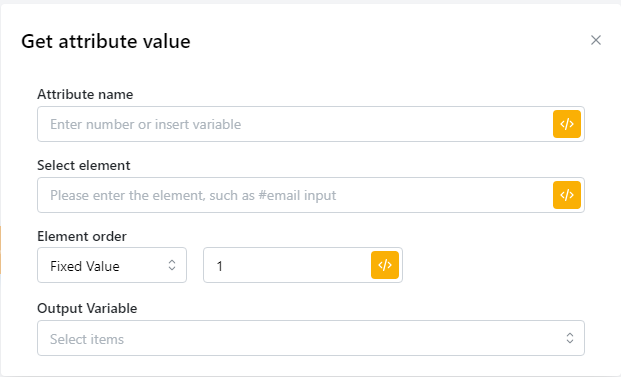 Get attribute value
Attribute name
Enter number or insert variable
</>
Select element
Please enter the element, such as #email input
</>
Element order
Fixed Value
1
</>
Output Variable
Select items